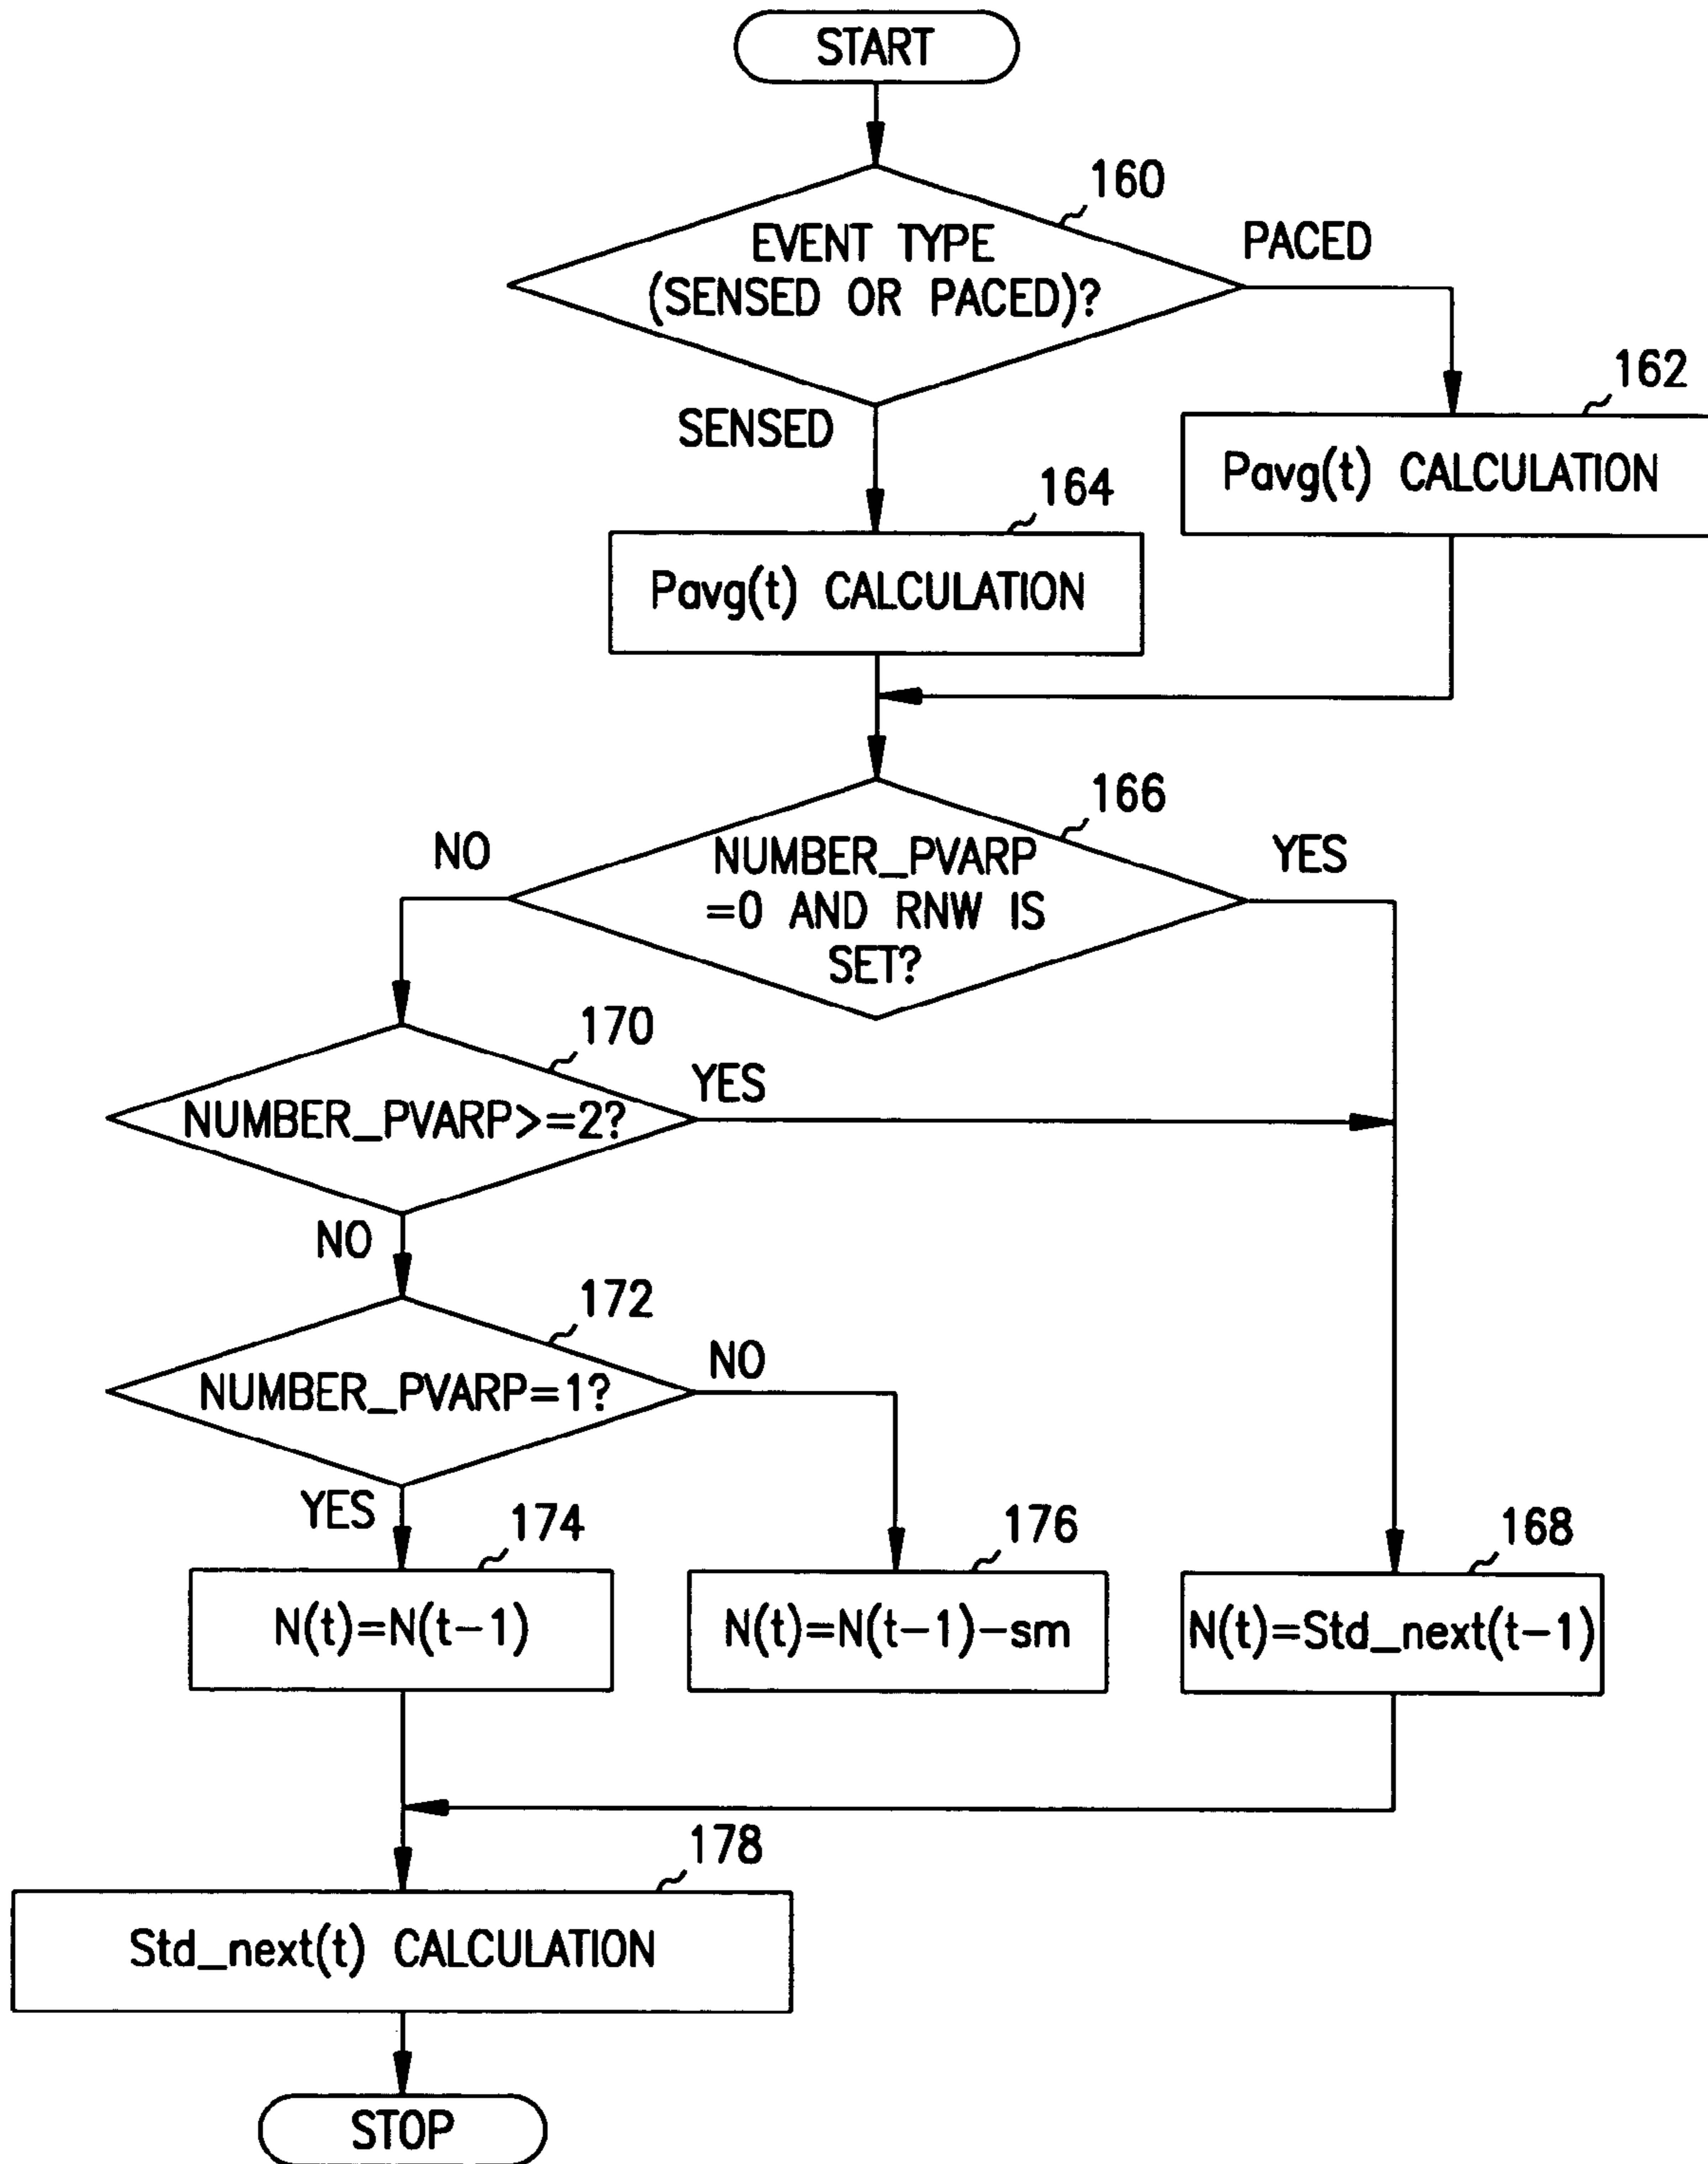 START
160
EVENT TYPE
(SENSED OR PACED)?
PACED
SENSED
162
Pavg(t) CALCULATION
164
Pavg(t) CALCULATION
166
NO
NUMBER_PVARP
=0 AND RNW IS
SET?
YES
170
NUMBER_PVARP>=2?
YES
NO
172
NUMBER_PVARP=1?
NO
YES
174
N(t)=N(t-1)
176
N(t)=N(t-1)-sm
168
N(t)=Std_next(t-1)
178
Std_next(t) CALCULATION
STOP